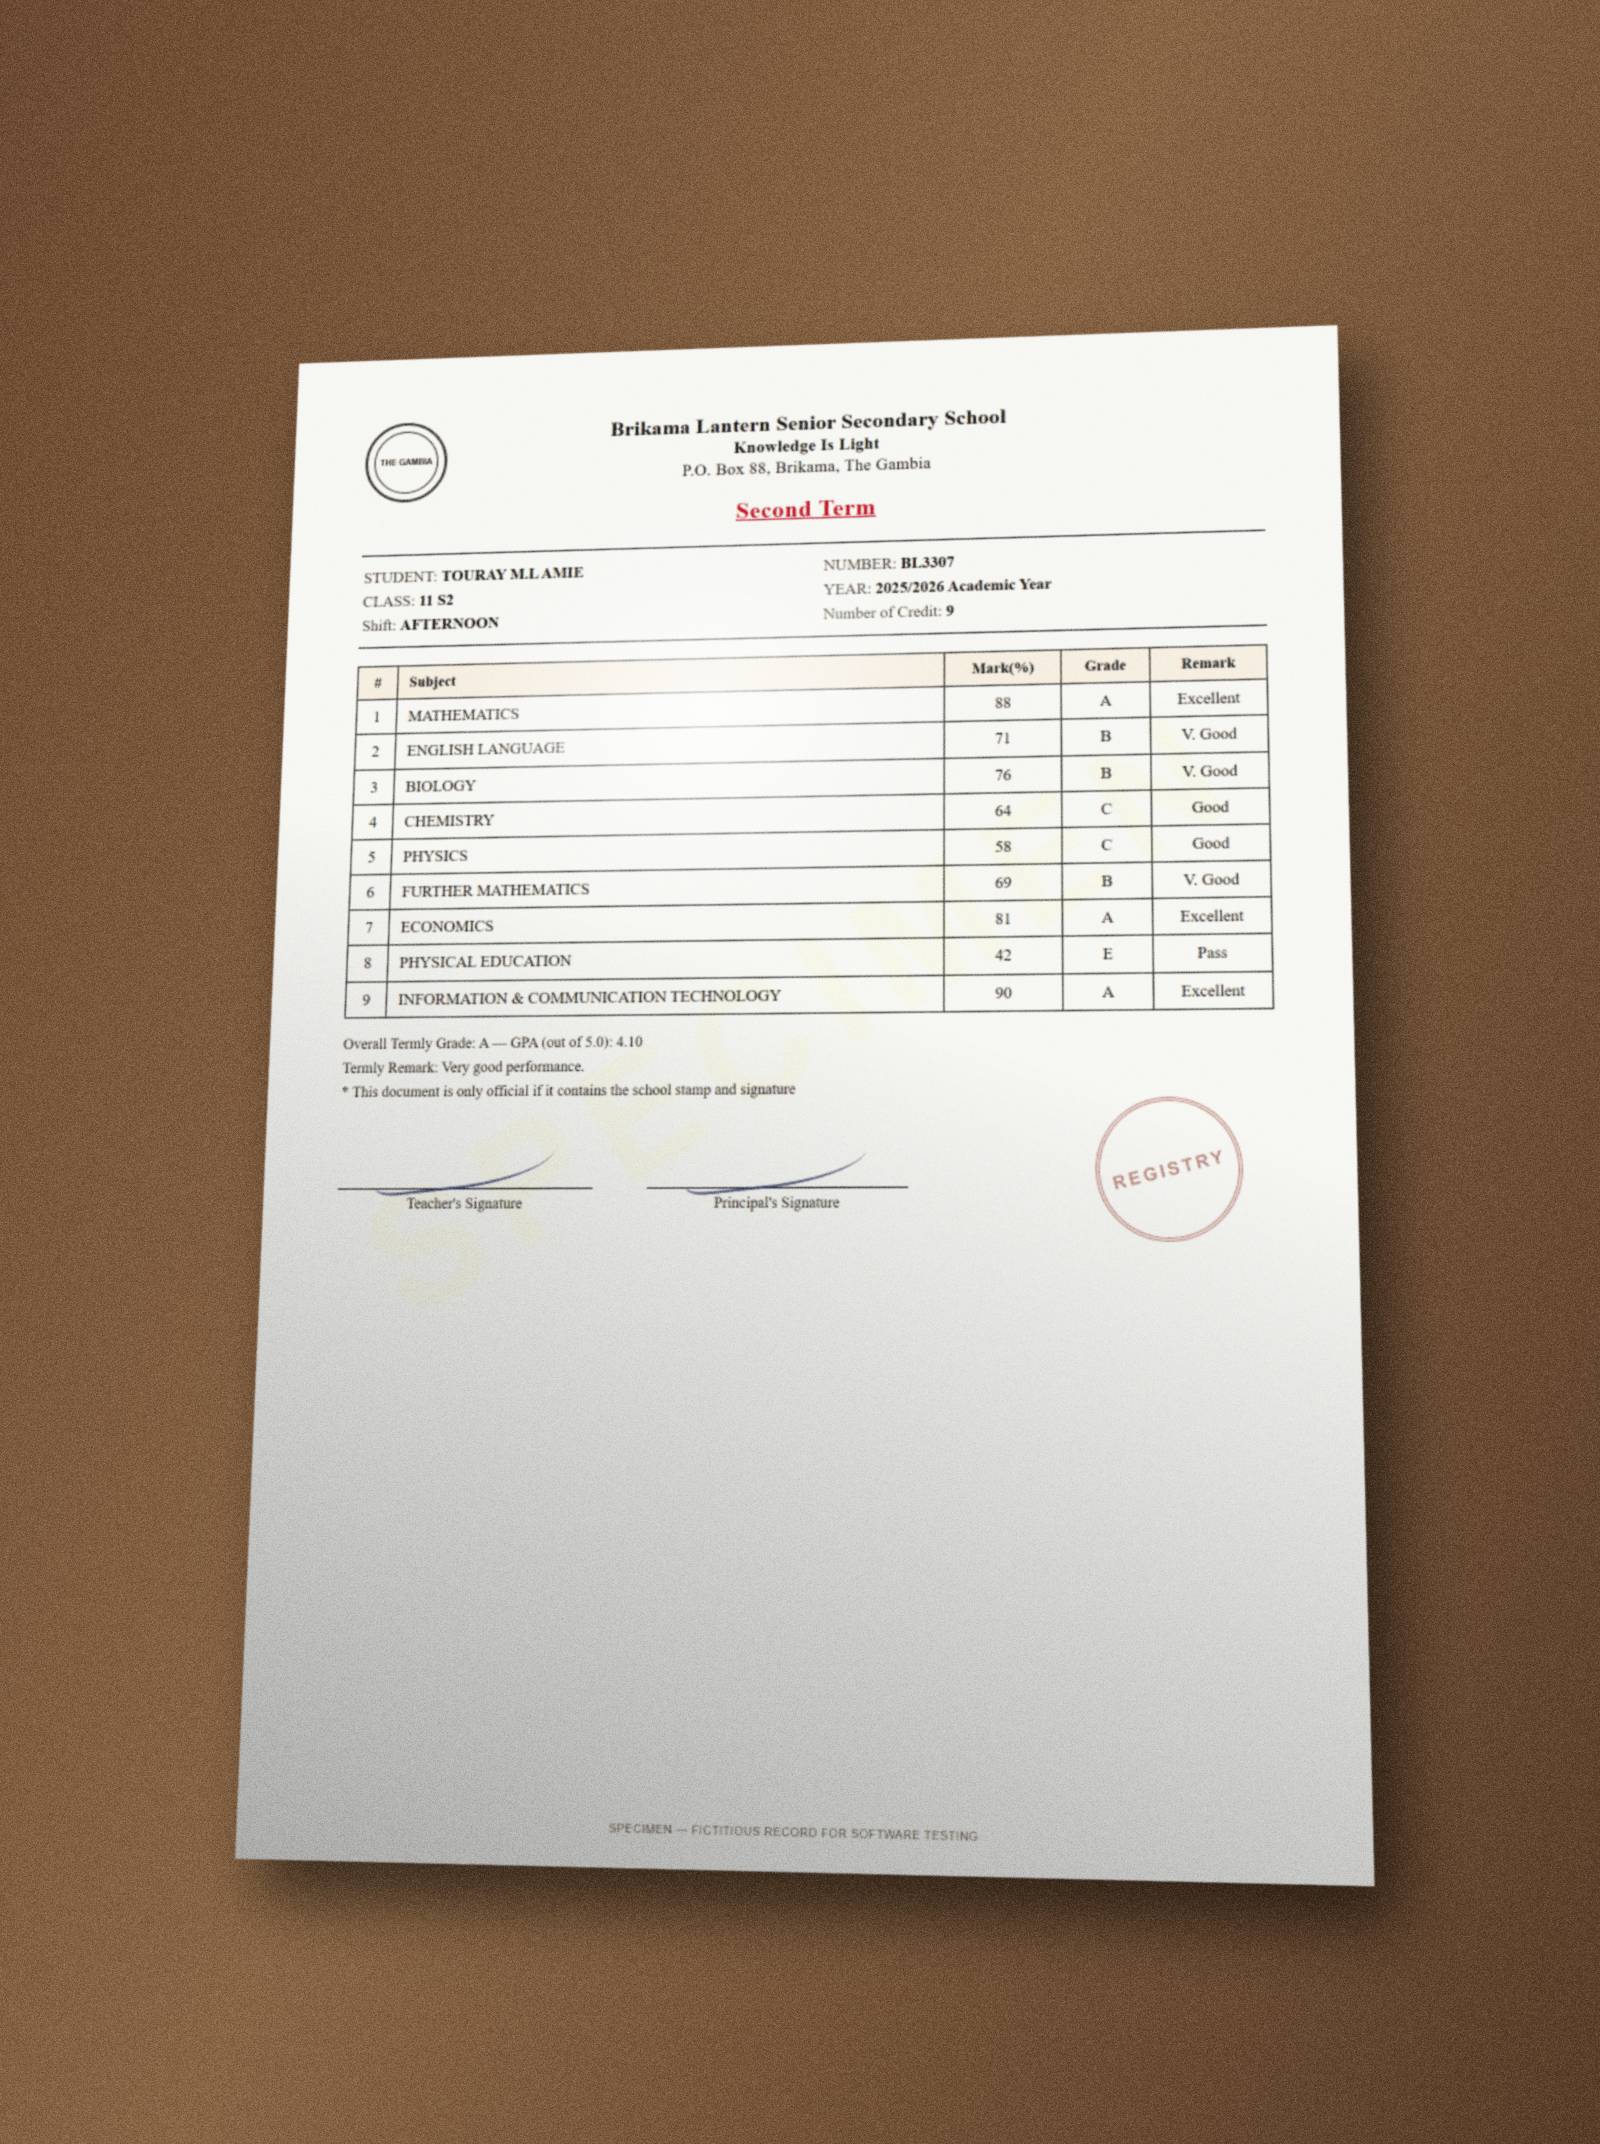 THE GAMBIA
Brikama Lantern Senior Secondary School
Knowledge Is Light
P.O. Box 88, Brikama, The Gambia
Second Term
STUDENT: TOURAY M.LAMIE
NUMBER: BL3307
CLASS: 11 S2
YEAR: 2025/2026 Academic Year
Shift: AFTERNOON
Number of Credit: 9
# Subject Mark(%) Grade Remark
1 MATHEMATICS 88 A Excellent
2 ENGLISH LANGUAGE 71 B V. Good
3 BIOLOGY 76 B V. Good
4 CHEMISTRY 64 C Good
5 PHYSICS 58 C Good
6 FURTHER MATHEMATICS 69 B V. Good
7 ECONOMICS 81 A Excellent
8 PHYSICAL EDUCATION 42 E Pass
9 INFORMATION & COMMUNICATION TECHNOLOGY 90 A Excellent
Overall Termly Grade: A — GPA (out of 5.0): 4.10
Termly Remark: Very good performance.
* This document is only official if it contains the school stamp and signature
Teacher's Signature
Principal's Signature
REGISTRY
SPECIMEN
SPECIMEN — FICTITIOUS RECORD FOR SOFTWARE TESTING